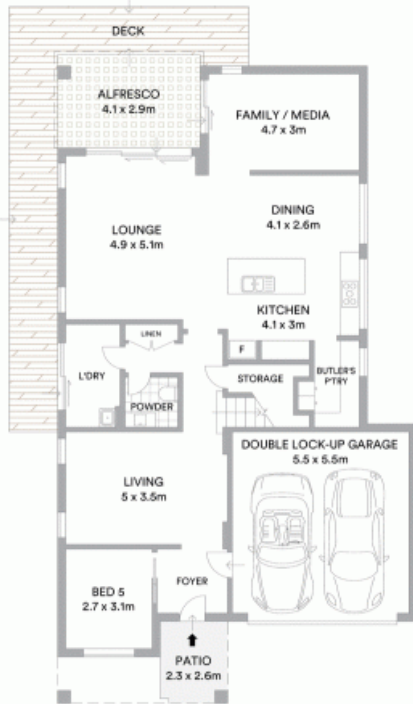 DECK
ALFRESCO
4.1 x 2.9m
FAMILY / MEDIA
4.7 x 3m
DINING
4.1 x 2.6m
LOUNGE
4.9 x 5.1m
KITCHEN
4.1 x 3m
LINEN
F
L'DRY
STORAGE
BUTLER'S
P'TRY
POWDER
DOUBLE LOCK-UP GARAGE
5.5 x 5.5m
LIVING
5 x 3.5m
FOYER
BED 5
2.7 x 3.1m
PATIO
2.3 x 2.6m